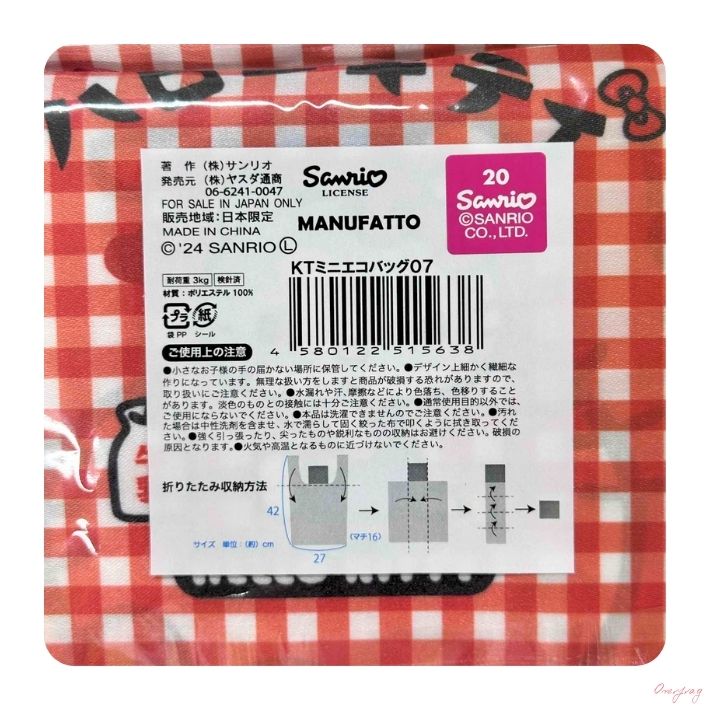 ハローキティ
著 作 (株)サンリオ
発売元 (株)ヤスダ通商
06-6241-0047
FOR SALE IN JAPAN ONLY
販売地域：日本限定
MADE IN CHINA
©'24 SANRIO Ⓛ
Sanrio
LICENSE
MANUFATTO
20
Sanrio
©SANRIO
CO.,LTD.
KTミニエコバッグ07
耐荷重 3kg 検針済
材質：ポリエステル 100%
プラ 紙
袋 PP シール
4 580122 515638
ご使用上の注意
●小さなお子様の手の届かない場所に保管してください。●デザイン上細かく繊細な
作りになっています。無理な扱い方をしますと商品が破損する恐れがありますので、
取り扱いにご注意ください。●水漏れや汗、摩擦などにより色落ち、色移りすること
があります。淡色のものとの接触には十分ご注意ください。●通常使用目的以外では、
ご使用にならないでください。●本品は洗濯できませんのでご注意ください。●汚れ
た場合は中性洗剤を含ませ、水で濡らして固く絞った布で叩くように拭き取ってくだ
さい。●強く引っ張ったり、尖ったものや鋭利なものの収納はお避けください。破損の
原因となります。●火気や高温となるものに近づけないでください。
折りたたみ収納方法
42
27
(マチ16)
サイズ 単位：(約) cm